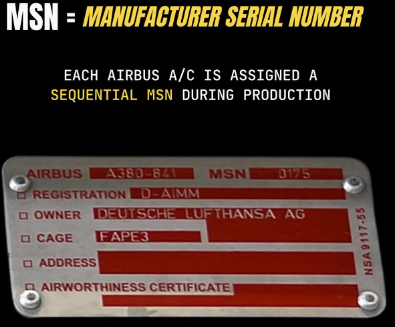 MSN = MANUFACTURER SERIAL NUMBER
EACH AIRBUS A/C IS ASSIGNED A
SEQUENTIAL MSN DURING PRODUCTION
AIRBUS A380-841 MSN 0175
REGISTRATION D-AIMM
OWNER DEUTSCHE LUFTHANSA AG
CAGE FAPE3
ADDRESS
AIRWORTHINESS CERTIFICATE
NSA9117-55